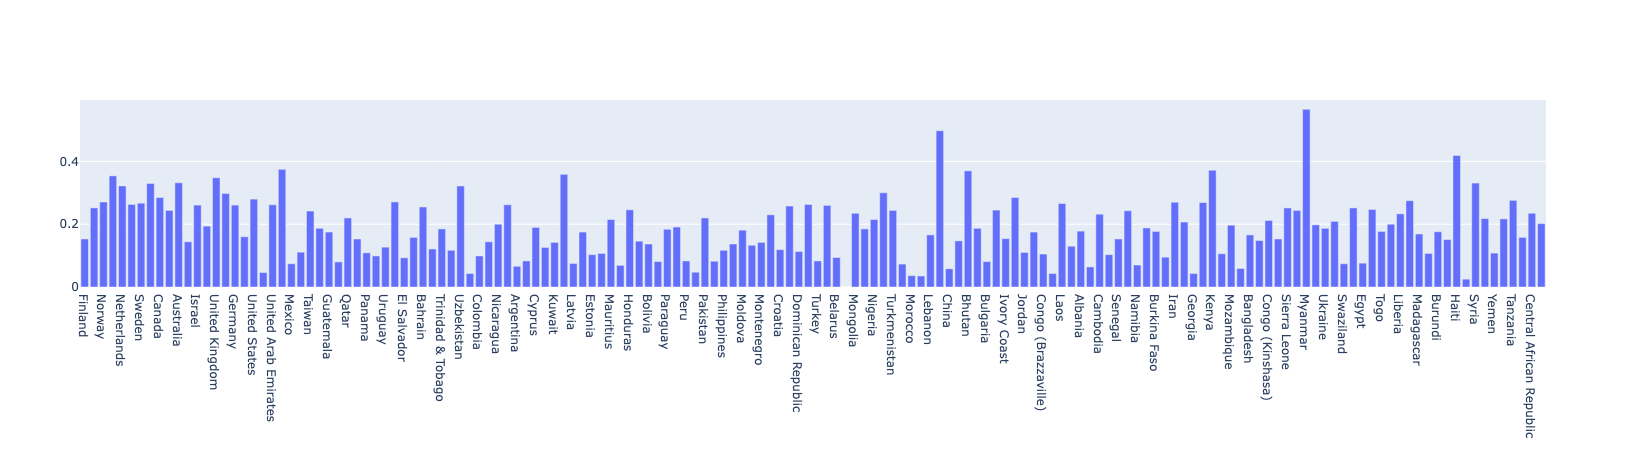 0.4
0.2
0
Finland
Norway
Netherlands
Sweden
Canada
Australia
Israel
United Kingdom
Germany
United States
United Arab Emirates
Mexico
Taiwan
Guatemala
Qatar
Panama
Uruguay
El Salvador
Bahrain
Trinidad & Tobago
Uzbekistan
Colombia
Nicaragua
Argentina
Cyprus
Kuwait
Latvia
Estonia
Mauritius
Honduras
Bolivia
Paraguay
Peru
Pakistan
Philippines
Moldova
Montenegro
Croatia
Dominican Republic
Turkey
Belarus
Mongolia
Nigeria
Turkmenistan
Morocco
Lebanon
China
Bhutan
Bulgaria
Ivory Coast
Jordan
Congo (Brazzaville)
Laos
Albania
Cambodia
Senegal
Namibia
Burkina Faso
Iran
Georgia
Kenya
Mozambique
Bangladesh
Congo (Kinshasa)
Sierra Leone
Myanmar
Ukraine
Swaziland
Egypt
Togo
Liberia
Madagascar
Burundi
Haiti
Syria
Yemen
Tanzania
Central African Republic